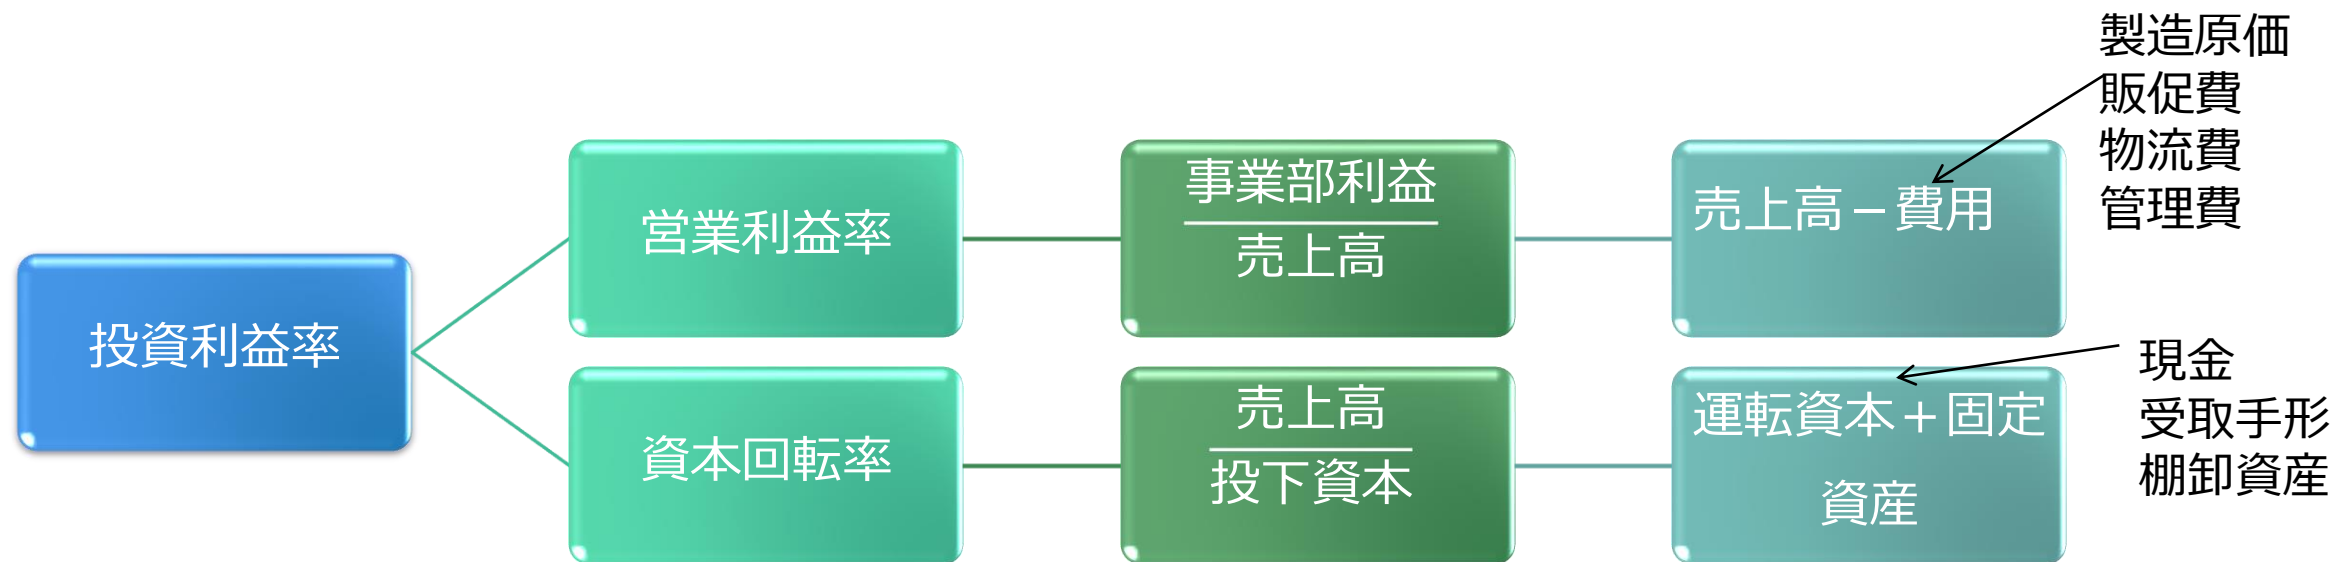 製造原価
販促費
物流費
管理費
投資利益率
営業利益率
事業部利益
売上高
売上高－費用
資本回転率
売上高
投下資本
運転資本＋固定
資産
現金
受取手形
棚卸資産